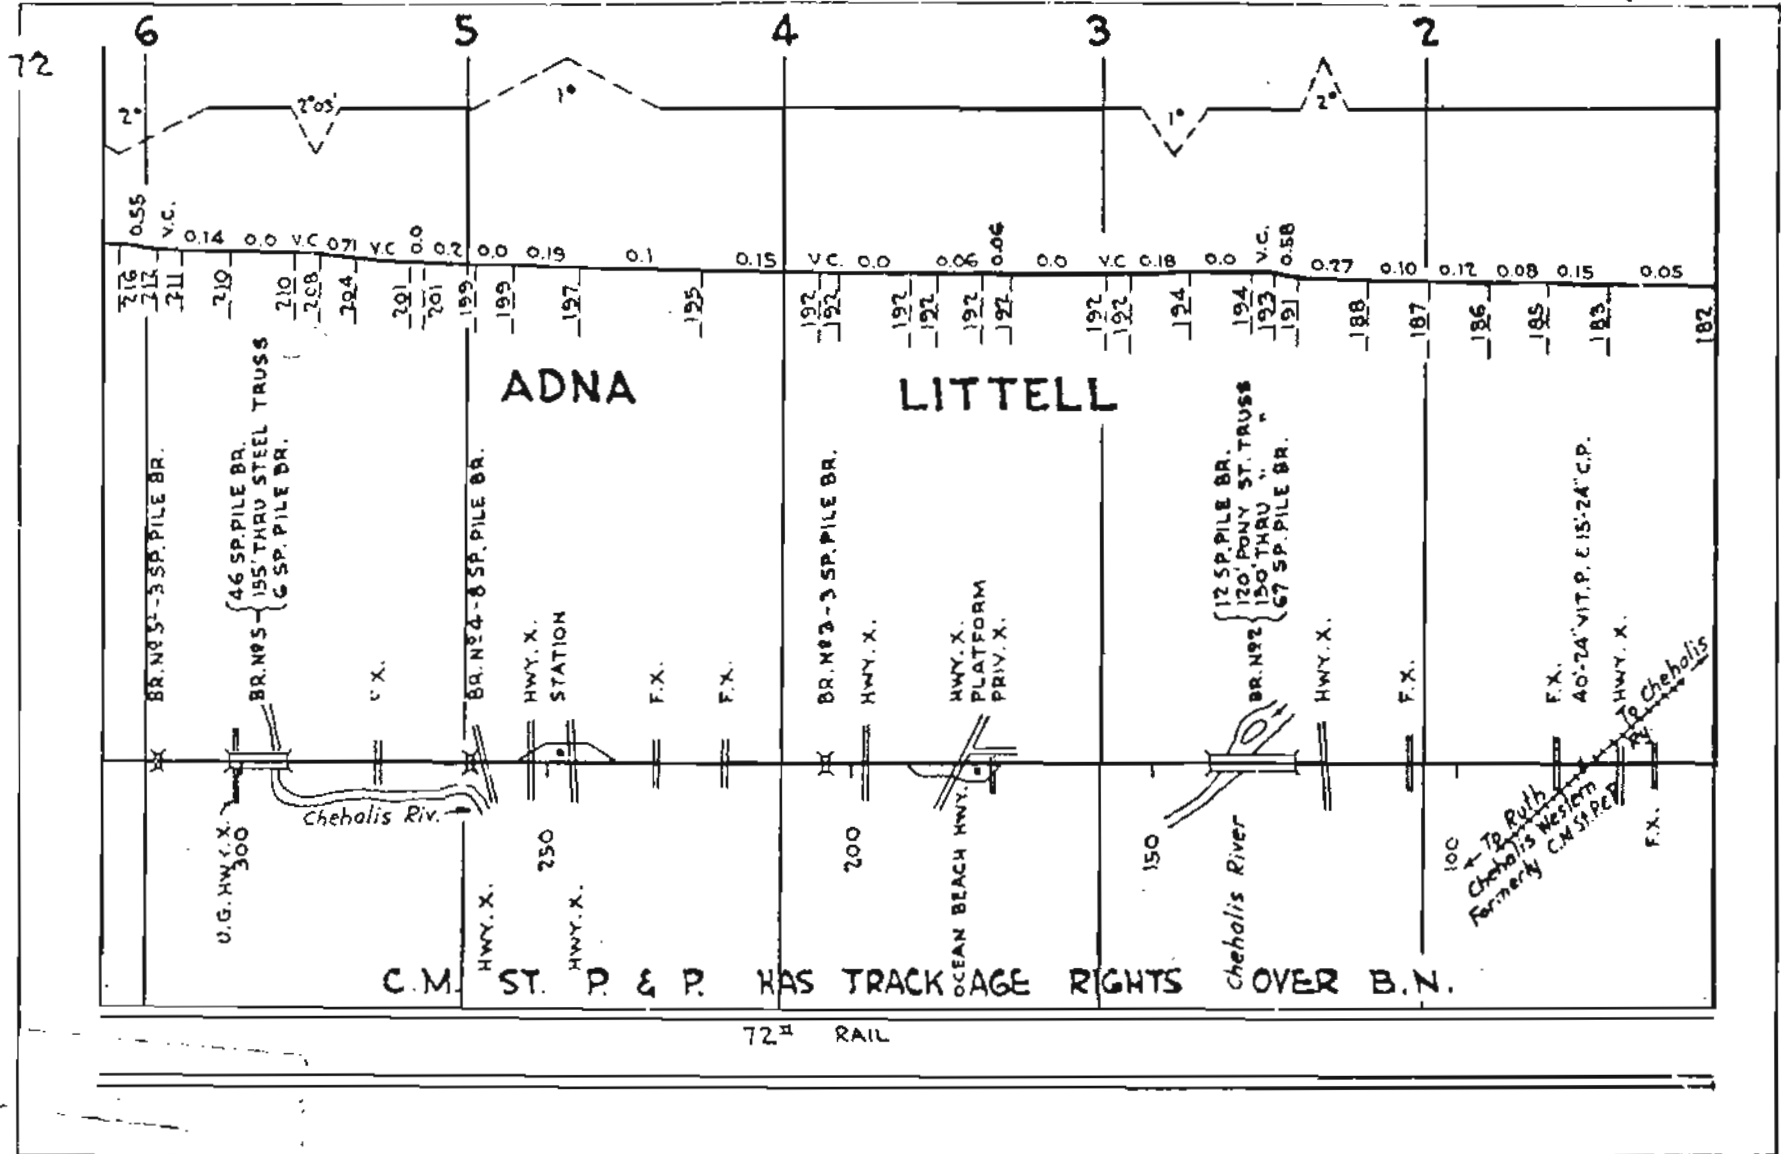 6 5 4 3 2
72
2° 2°03' 1° 1° 2°
0.55 V.C. 0.14 0.0 V.C 0.71 V.C 0.0 0.2 0.0 0.19 0.1 0.15 V.C. 0.0 0.06 0.06 0.0 V.C 0.18 0.0 V.C. 0.58 0.27 0.10 0.12 0.08 0.15 0.05
216 212 211 210 210 208 204 201 201 199 199 197 195 192 192 192 192 192 192 192 192 194 194 193 191 188 187 186 185 183 182
ADNA LITTELL
BR. Nº 5½-3 SP. PILE BR.
BR. Nº 5
46 SP. PILE BR.
155' THRU STEEL TRUSS
6 SP. PILE BR.
X.
BR. Nº 4-8 SP. PILE BR.
HWY. X.
STATION
F.X.
F.X.
BR. Nº 3-3 SP. PILE BR.
HWY. X.
HWY. X.
PLATFORM
PRIV. X.
BR. Nº 2
12 SP. PILE BR.
120' PONY ST. TRUSS
150' THRU " "
67 SP. PILE BR.
HWY. X.
F.X.
F.X.
40'-24" VIT. P. & 15'-24" C.P.
HWY. X.
To Chehalis
Ry.
Chehalis Riv.
U.G. HWY. X.
300
250
200
150
100
HWY. X.
HWY. X.
OCEAN BEACH HWY.
Chehalis River
To Ruth
Chehalis Western
Formerly C.M.St.P.&P.
F.X.
C.M. ST. P. & P. HAS TRACKAGE RIGHTS OVER B.N.
72# RAIL